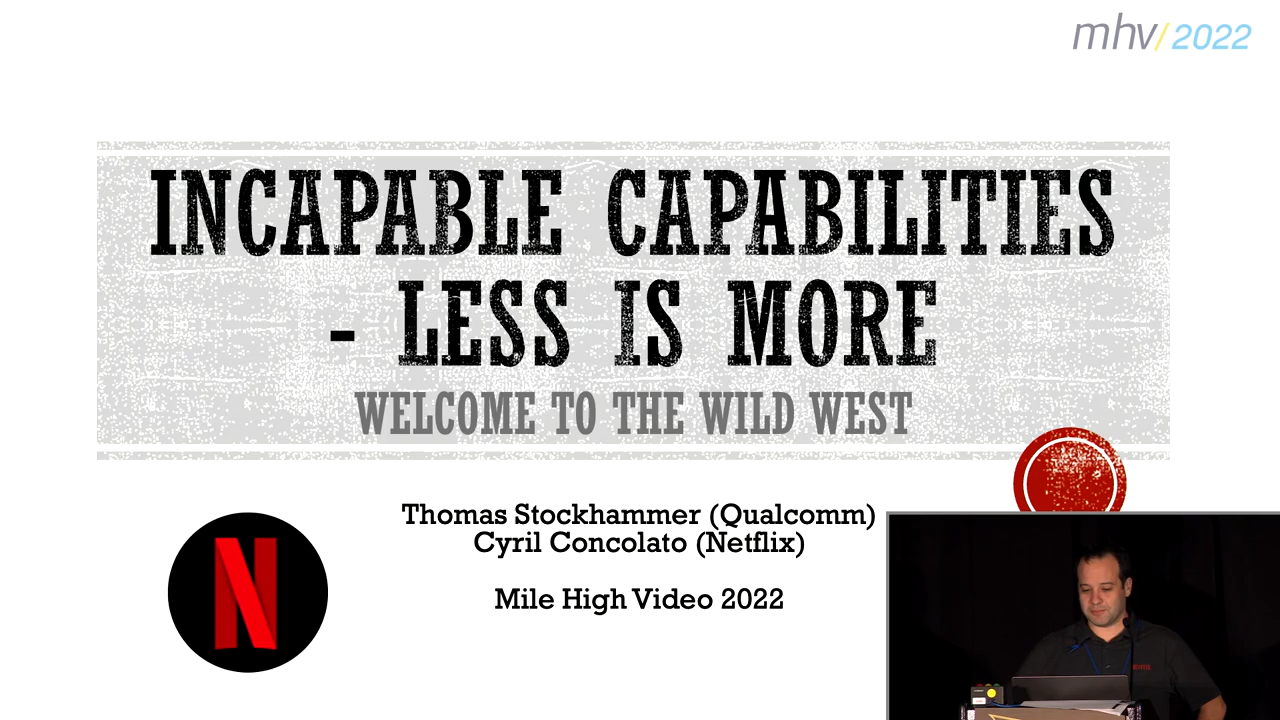 mhv/2022
INCAPABLE CAPABILITIES
- LESS IS MORE
WELCOME TO THE WILD WEST
Thomas Stockhammer (Qualcomm)
Cyril Concolato (Netflix)
Mile High Video 2022
N